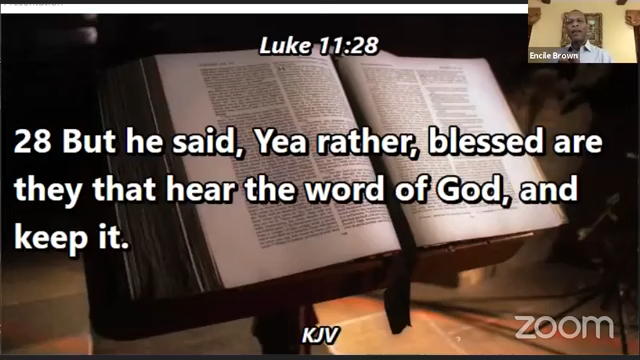 Luke 11:28
Encile Brown
28 But he said, Yea rather, blessed are
they that hear the word of God, and
keep it.
zoom
KJV